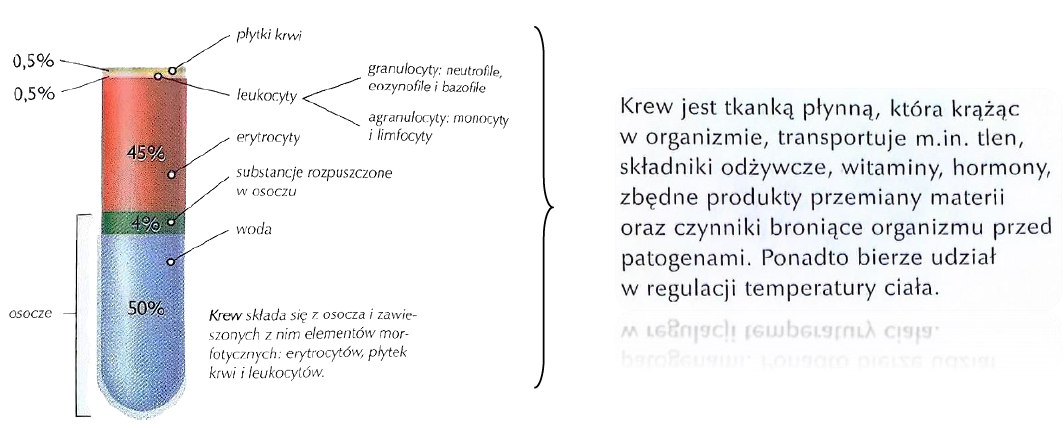 płytki krwi
0,5%
0,5%
leukocyty
granulocyty: neutrofile,
eozynofile i bazofile
agranulocyty: monocyty
i limfocyty
erytrocyty
45%
substancje rozpuszczone
w osoczu
4%
woda
50%
osocze
Krew składa się z osocza i zawie-
szonych z nim elementów mor-
fotycznych: erytrocytów, płytek
krwi i leukocytów.
Krew jest tkanką płynną, która krążąc
w organizmie, transportuje m.in. tlen,
składniki odżywcze, witaminy, hormony,
zbędne produkty przemiany materii
oraz czynniki broniące organizmu przed
patogenami. Ponadto bierze udział
w regulacji temperatury ciała.